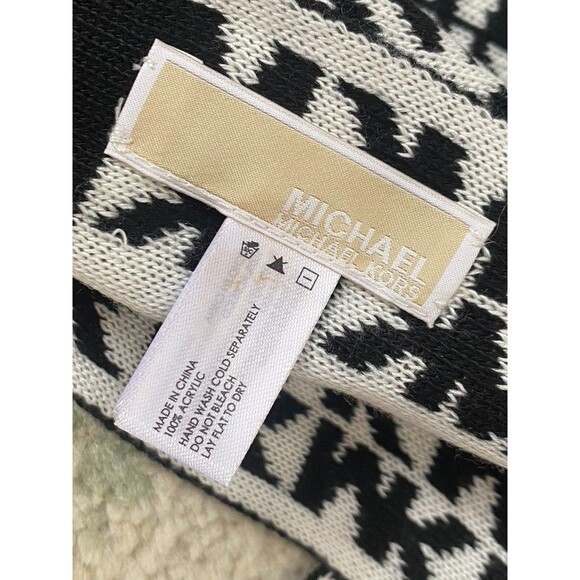 MICHAEL
MICHAEL KORS
MADE IN CHINA
100% ACRYLIC
HAND WASH COLD SEPARATELY
DO NOT BLEACH
LAY FLAT TO DRY